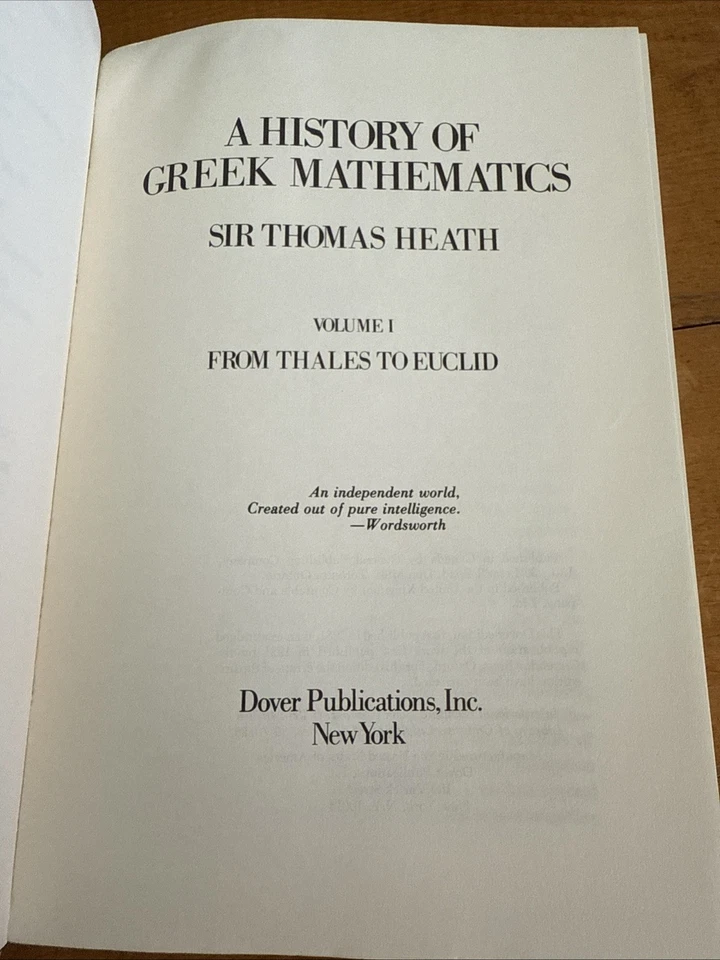 A HISTORY OF
GREEK MATHEMATICS
SIR THOMAS HEATH
VOLUME I
FROM THALES TO EUCLID
An independent world,
Created out of pure intelligence.
—Wordsworth
Dover Publications, Inc.
New York